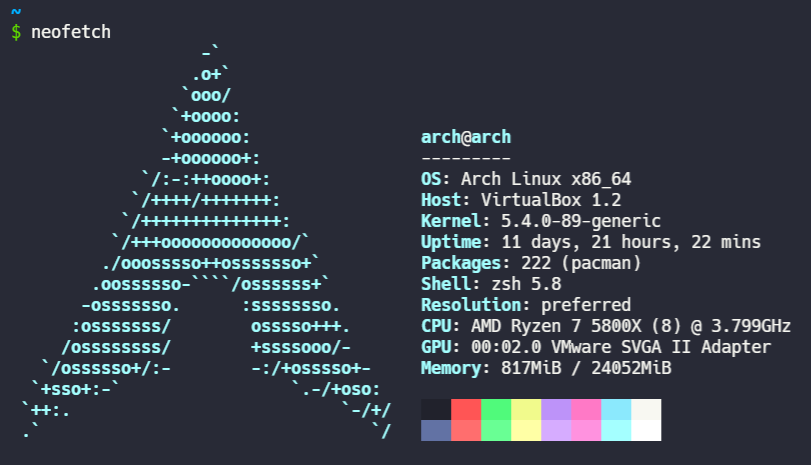 ~
$ neofetch
                   -`
                  .o+`
                 `ooo/
                `+oooo:
               `+oooooo:                 arch@arch
               -+oooooo+:                ---------
             `/:-:++oooo+:               OS: Arch Linux x86_64
            `/++++/+++++++:              Host: VirtualBox 1.2
           `/++++++++++++++:             Kernel: 5.4.0-89-generic
          `/+++ooooooooooooo/`           Uptime: 11 days, 21 hours, 22 mins
         ./ooosssso++osssssso+`          Packages: 222 (pacman)
        .oossssso-````/ossssss+`         Shell: zsh 5.8
       -osssssso.      :ssssssso.        Resolution: preferred
      :osssssss/        osssso+++.       CPU: AMD Ryzen 7 5800X (8) @ 3.799GHz
     /ossssssss/        +ssssooo/-       GPU: 00:02.0 VMware SVGA II Adapter
   `/ossssso+/:-        -:/+osssso+-     Memory: 817MiB / 24052MiB
  `+sso+:-`                 `.-/+oso:
 `++:.                           `-/+/
 .`                                 `/